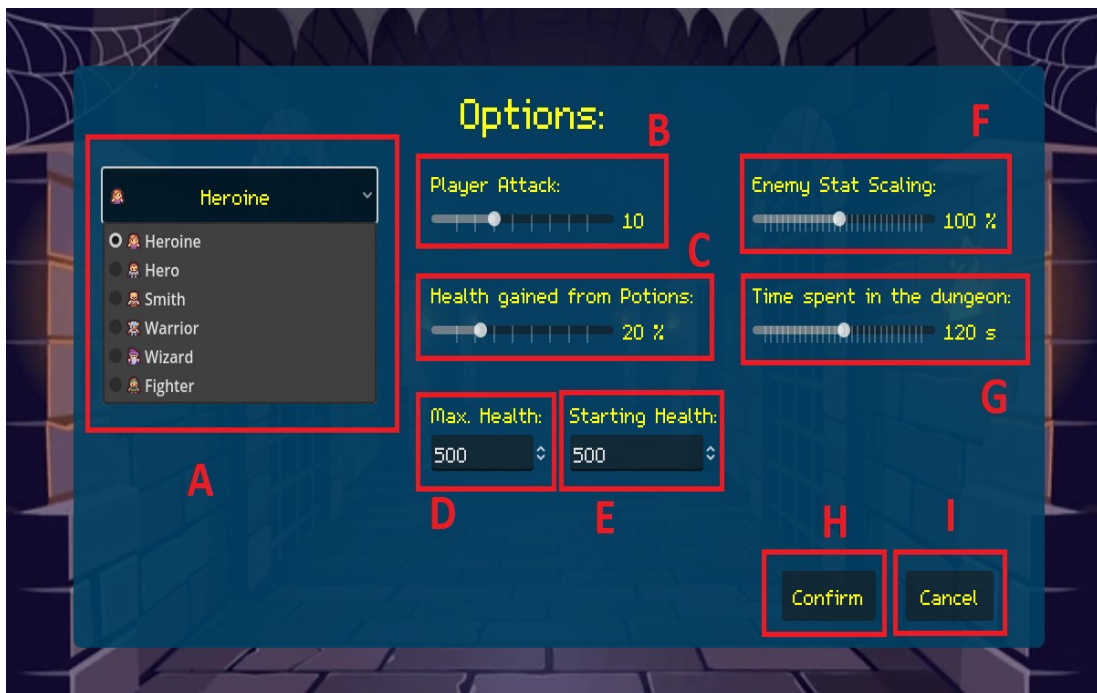 Options:
A
Heroine
Heroine
Hero
Smith
Warrior
Wizard
Fighter
B
Player Attack:
10
C
Health gained from Potions:
20 %
D
Max. Health:
500
E
Starting Health:
500
F
Enemy Stat Scaling:
100 %
G
Time spent in the dungeon:
120 s
H
Confirm
I
Cancel